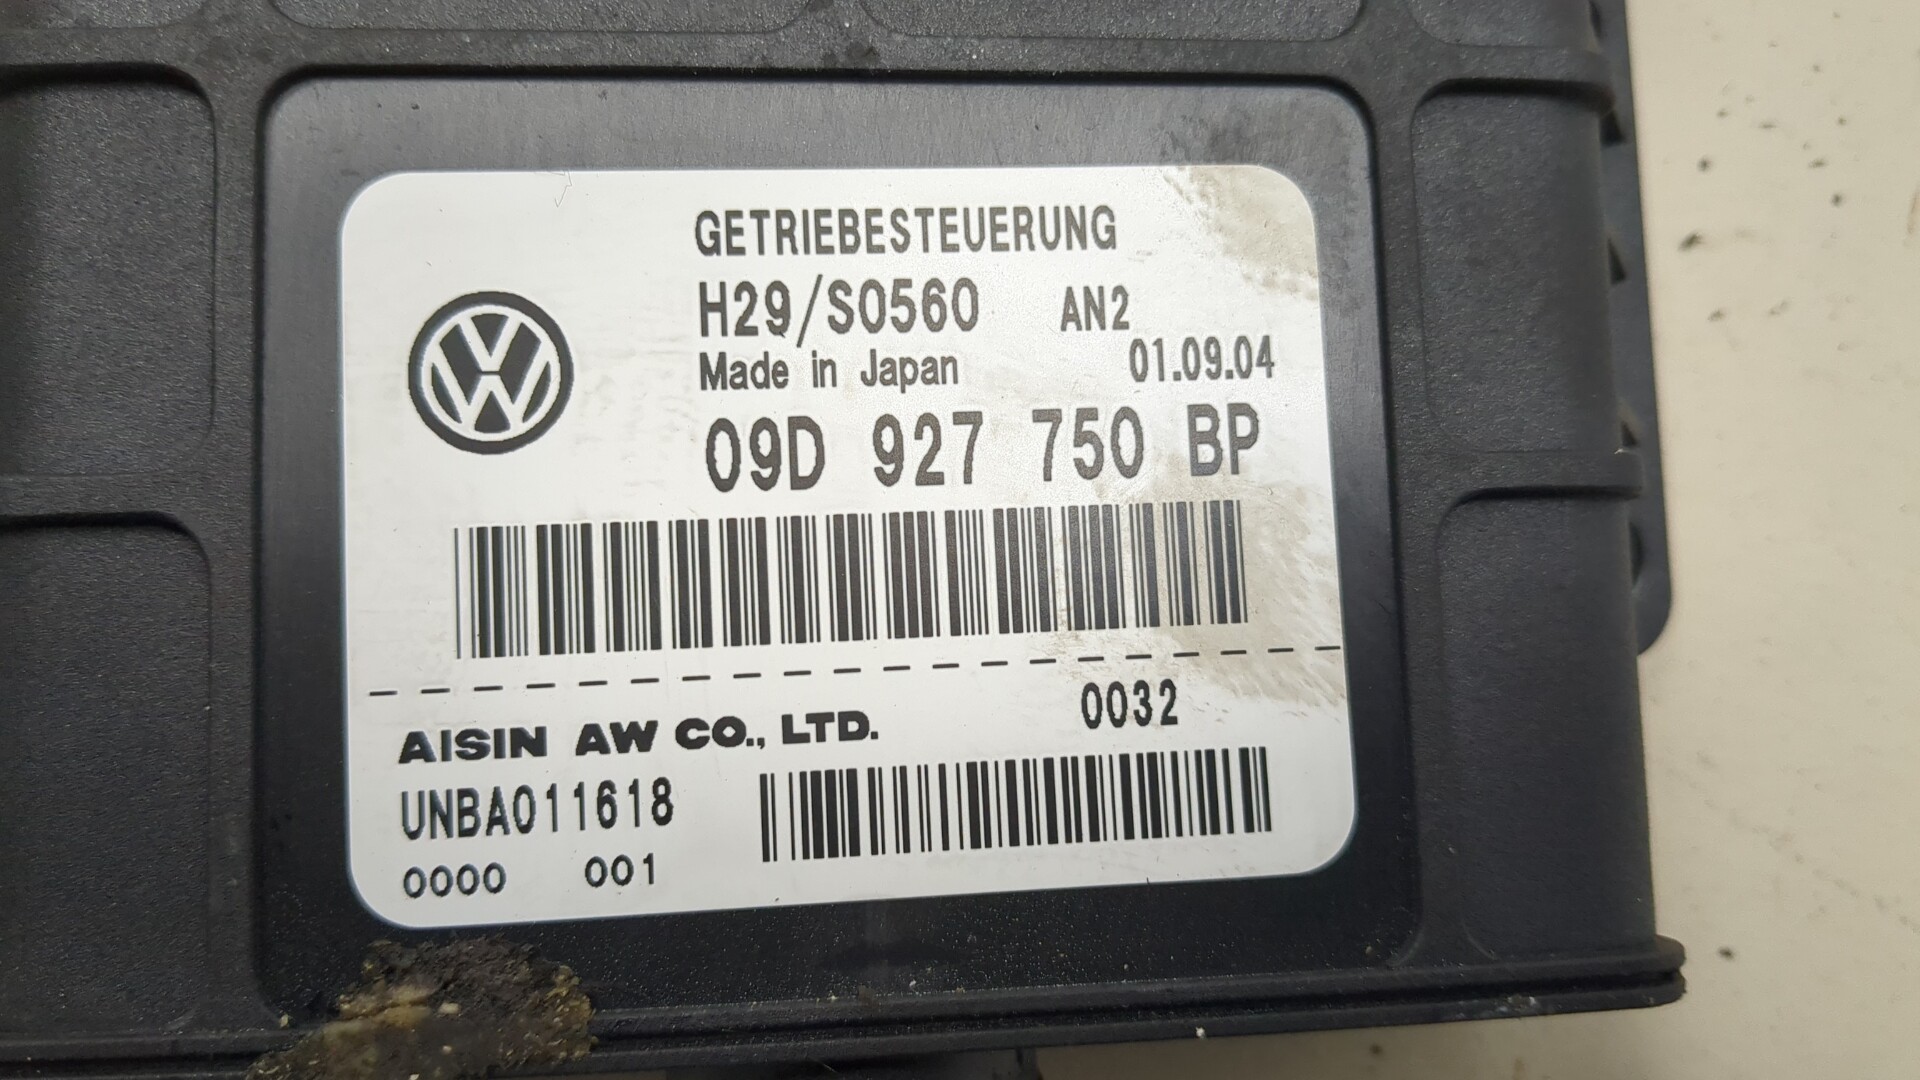 GETRIEBESTEUERUNG
H29/S0560 AN2
Made in Japan 01.09.04
09D 927 750 BP
0032
AISIN AW CO., LTD.
UNBA011618
0000 001